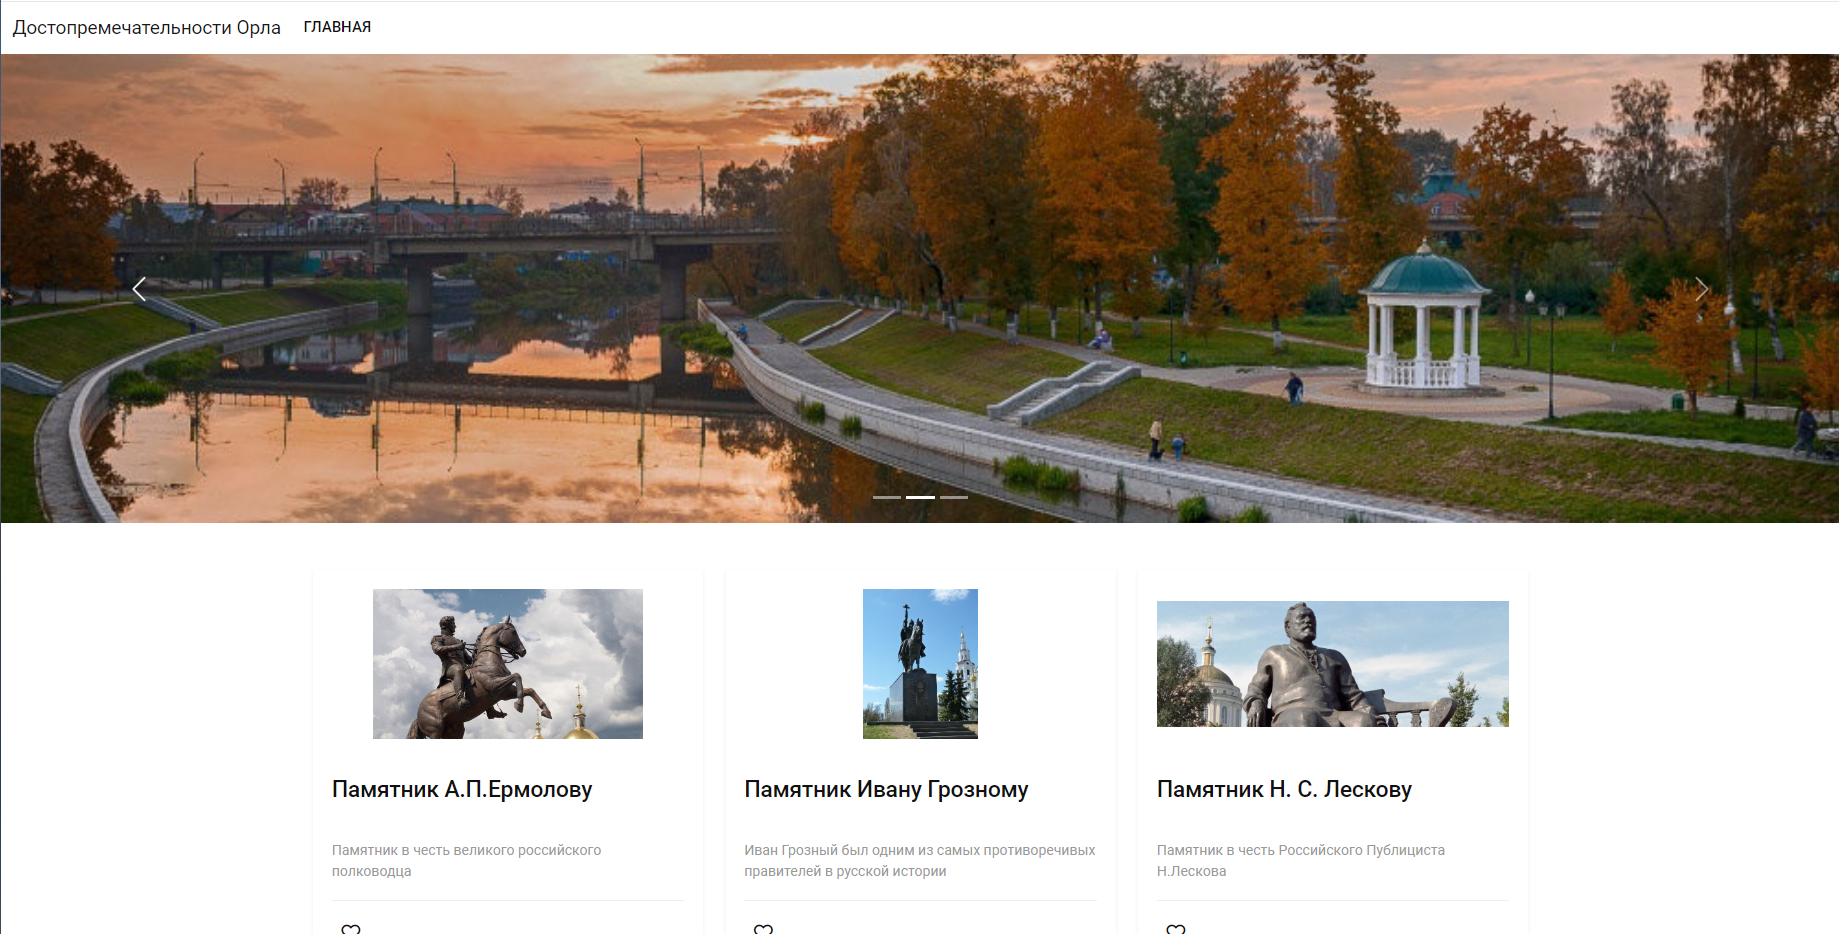 Достопремечательности Орла ГЛАВНАЯ
Памятник А.П.Ермолову
Памятник в честь великого российского
полководца
Памятник Ивану Грозному
Иван Грозный был одним из самых противоречивых
правителей в русской истории
Памятник Н. С. Лескову
Памятник в честь Российского Публициста
Н.Лескова